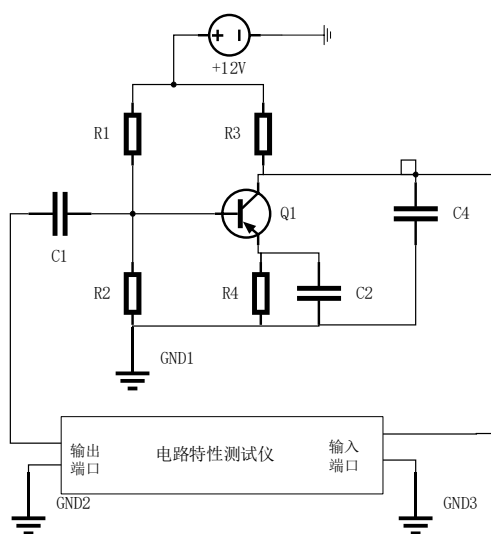 +12V
R1
R3
Q1
C4
C1
R2
R4
C2
GND1
输出
端口
电路特性测试仪
输入
端口
GND2
GND3